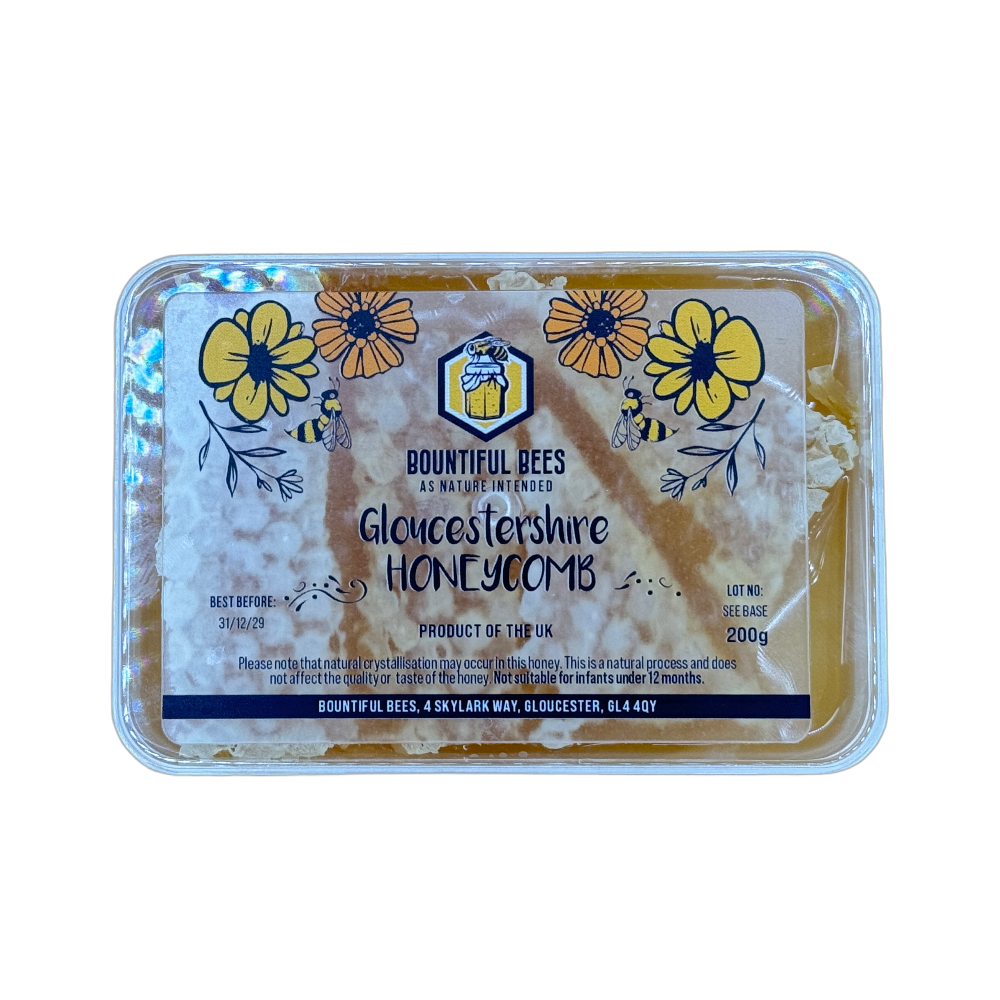 BOUNTIFUL BEES
AS NATURE INTENDED
Gloucestershire
HONEYCOMB
BEST BEFORE:
31/12/29
LOT NO:
SEE BASE
200g
PRODUCT OF THE UK
Please note that natural crystallisation may occur in this honey. This is a natural process and does
not affect the quality or taste of the honey. Not suitable for infants under 12 months.
BOUNTIFUL BEES, 4 SKYLARK WAY, GLOUCESTER, GL4 4QY